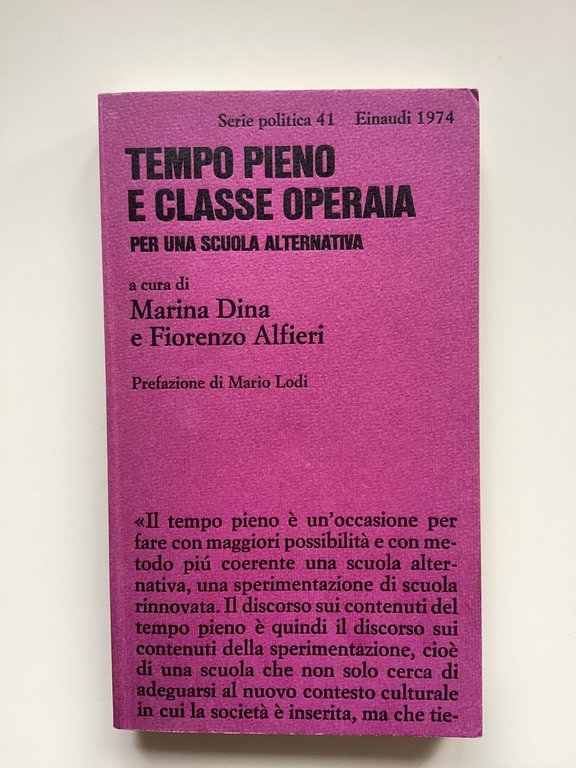 Serie politica 41 Einaudi 1974
TEMPO PIENO
E CLASSE OPERAIA
PER UNA SCUOLA ALTERNATIVA
a cura di
Marina Dina
e Fiorenzo Alfieri
Prefazione di Mario Lodi
«Il tempo pieno è un'occasione per
fare con maggiori possibilità e con me-
todo piú coerente una scuola alter-
nativa, una sperimentazione di scuola
rinnovata. Il discorso sui contenuti del
tempo pieno è quindi il discorso sui
contenuti della sperimentazione, cioè
di una scuola che non solo cerca di
adeguarsi al nuovo contesto culturale
in cui la società è inserita, ma che tie-